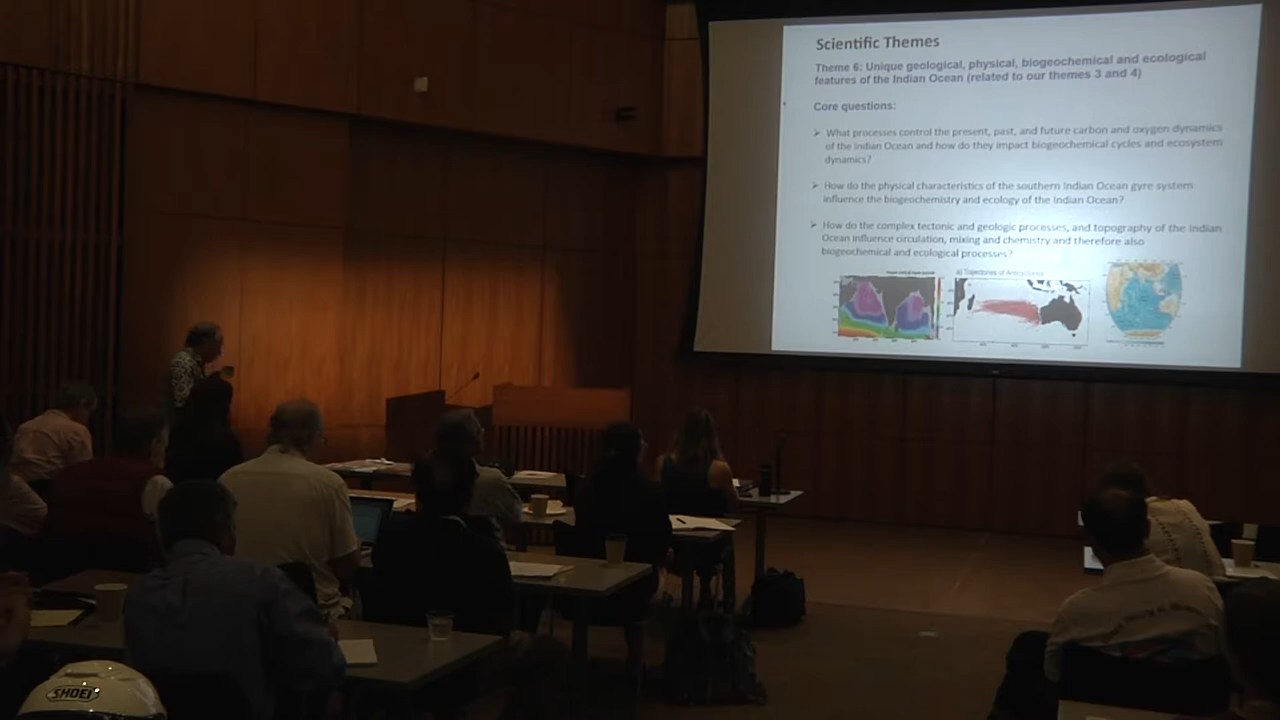 Scientific Themes
Theme 6: Unique geological, physical, biogeochemical and ecological
features of the Indian Ocean (related to our themes 3 and 4)
Core questions:
What processes control the present, past, and future carbon and oxygen dynamics
of the Indian Ocean and how do they impact biogeochemical cycles and ecosystem
dynamics?
How do the physical characteristics of the southern Indian Ocean gyre system
influence the biogeochemistry and ecology of the Indian Ocean?
How do the complex tectonic and geologic processes, and topography of the Indian
Ocean influence circulation, mixing and chemistry and therefore also
biogeochemical and ecological processes?
a) Trajectories of Anticyclones
SHOEI